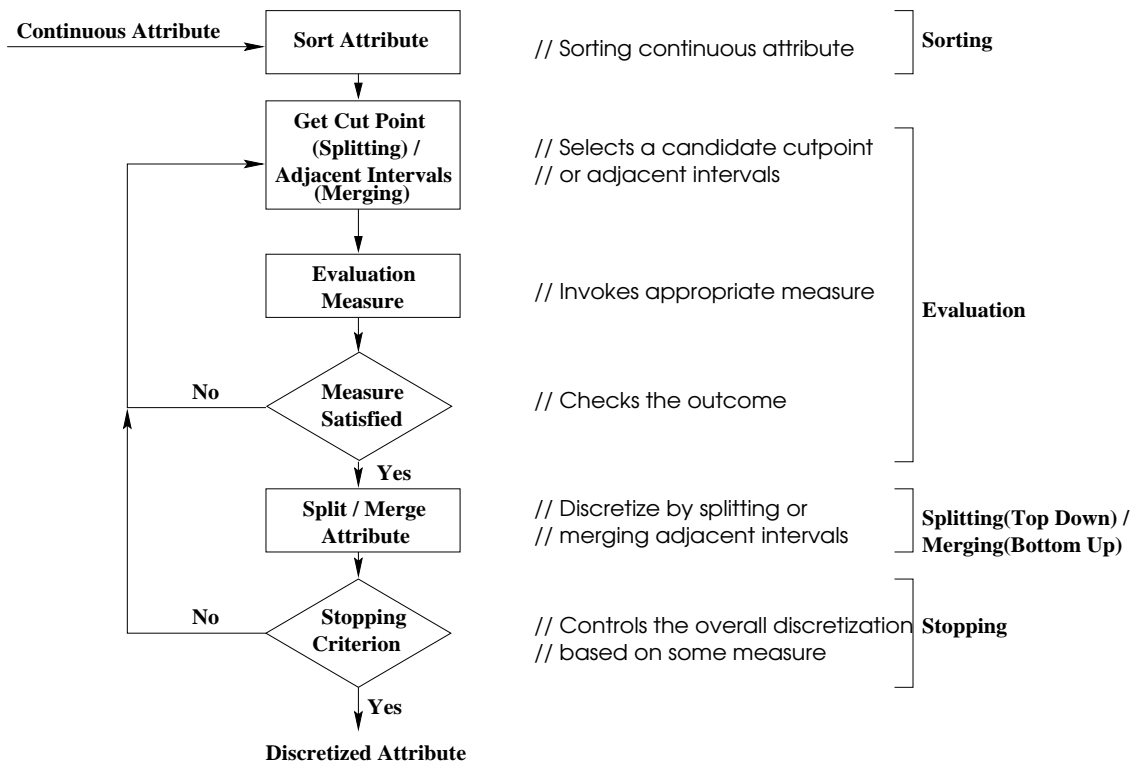 Continuous Attribute
Sort Attribute
// Sorting continuous attribute
Sorting
Get Cut Point
(Splitting) /
Adjacent Intervals
(Merging)
// Selects a candidate cutpoint
// or adjacent intervals
Evaluation
Measure
// Invokes appropriate measure
Evaluation
No
Measure
Satisfied
// Checks the outcome
Yes
Split / Merge
Attribute
// Discretize by splitting or
// merging adjacent intervals
Splitting(Top Down) /
Merging(Bottom Up)
No
Stopping
Criterion
// Controls the overall discretization
// based on some measure
Stopping
Yes
Discretized Attribute